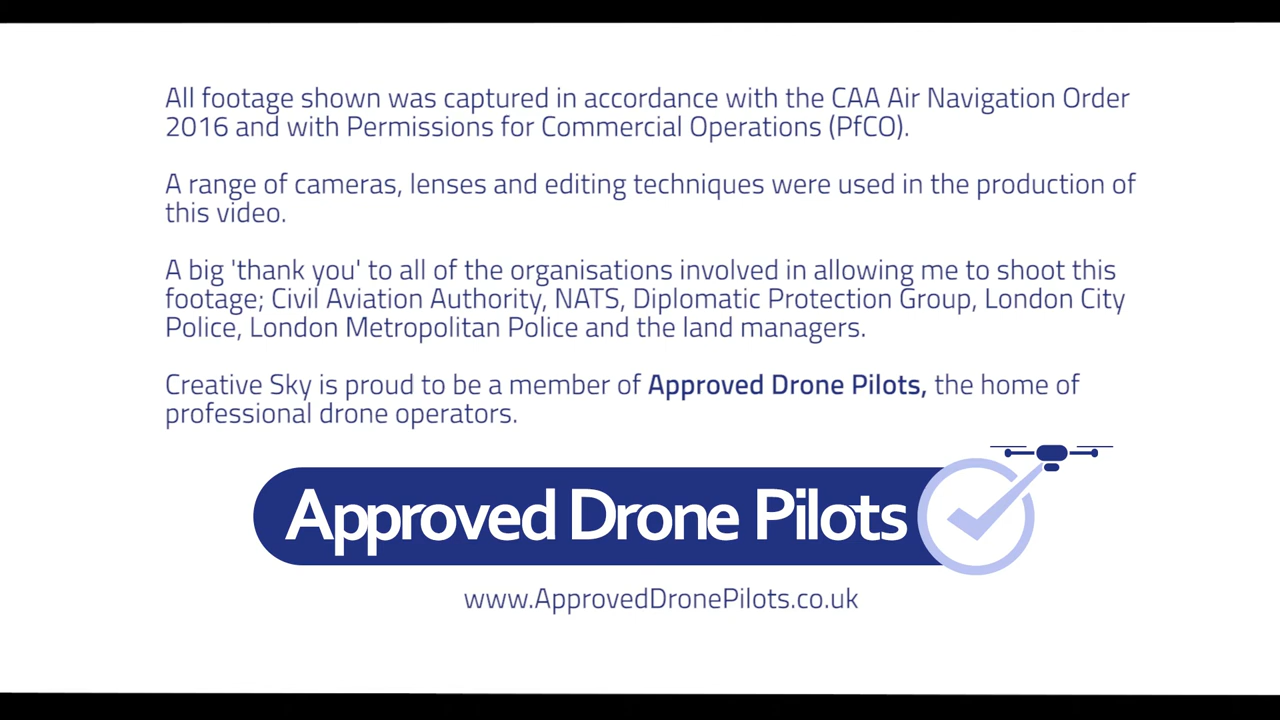 All footage shown was captured in accordance with the CAA Air Navigation Order
2016 and with Permissions for Commercial Operations (PfCO).
A range of cameras, lenses and editing techniques were used in the production of
this video.
A big 'thank you' to all of the organisations involved in allowing me to shoot this
footage; Civil Aviation Authority, NATS, Diplomatic Protection Group, London City
Police, London Metropolitan Police and the land managers.
Creative Sky is proud to be a member of Approved Drone Pilots, the home of
professional drone operators.
Approved Drone Pilots
www.ApprovedDronePilots.co.uk